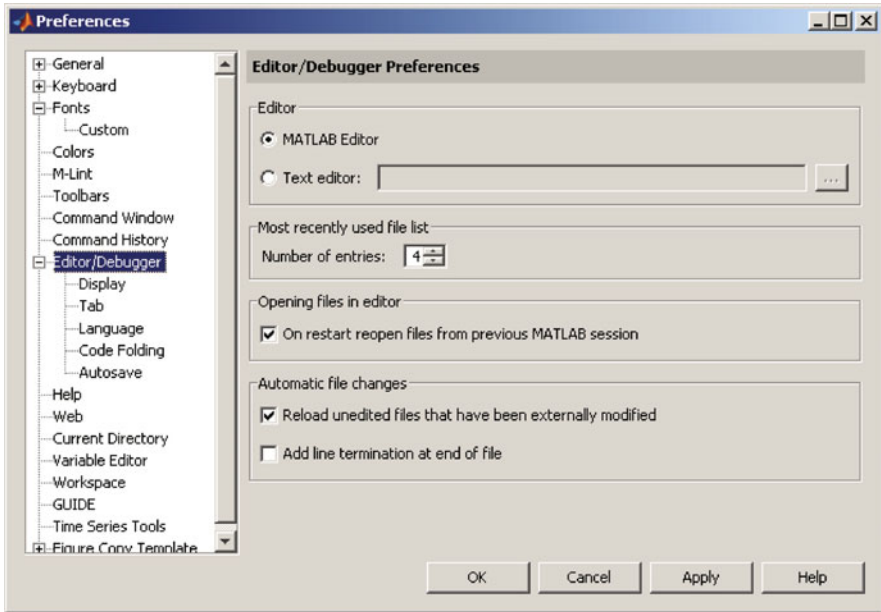 Preferences
General
Keyboard
Fonts
Custom
Colors
M-Lint
Toolbars
Command Window
Command History
Editor/Debugger
Display
Tab
Language
Code Folding
Autosave
Help
Web
Current Directory
Variable Editor
Workspace
GUIDE
Time Series Tools
Figure Copy Template
Editor/Debugger Preferences
Editor
MATLAB Editor
Text editor:
...
Most recently used file list
Number of entries: 4
Opening files in editor
On restart reopen files from previous MATLAB session
Automatic file changes
Reload unedited files that have been externally modified
Add line termination at end of file
OK Cancel Apply Help